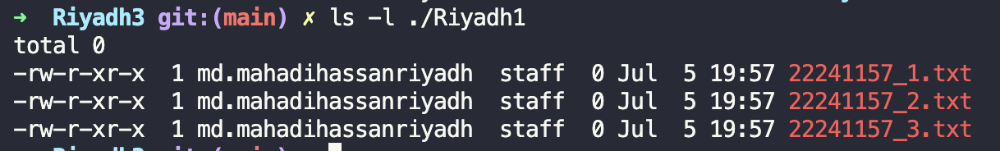 ➜  Riyadh3 git:(main) ✗ ls -l ./Riyadh1
total 0
-rw-r-xr-x  1 md.mahadihassanriyadh  staff  0 Jul  5 19:57 22241157_1.txt
-rw-r-xr-x  1 md.mahadihassanriyadh  staff  0 Jul  5 19:57 22241157_2.txt
-rw-r-xr-x  1 md.mahadihassanriyadh  staff  0 Jul  5 19:57 22241157_3.txt